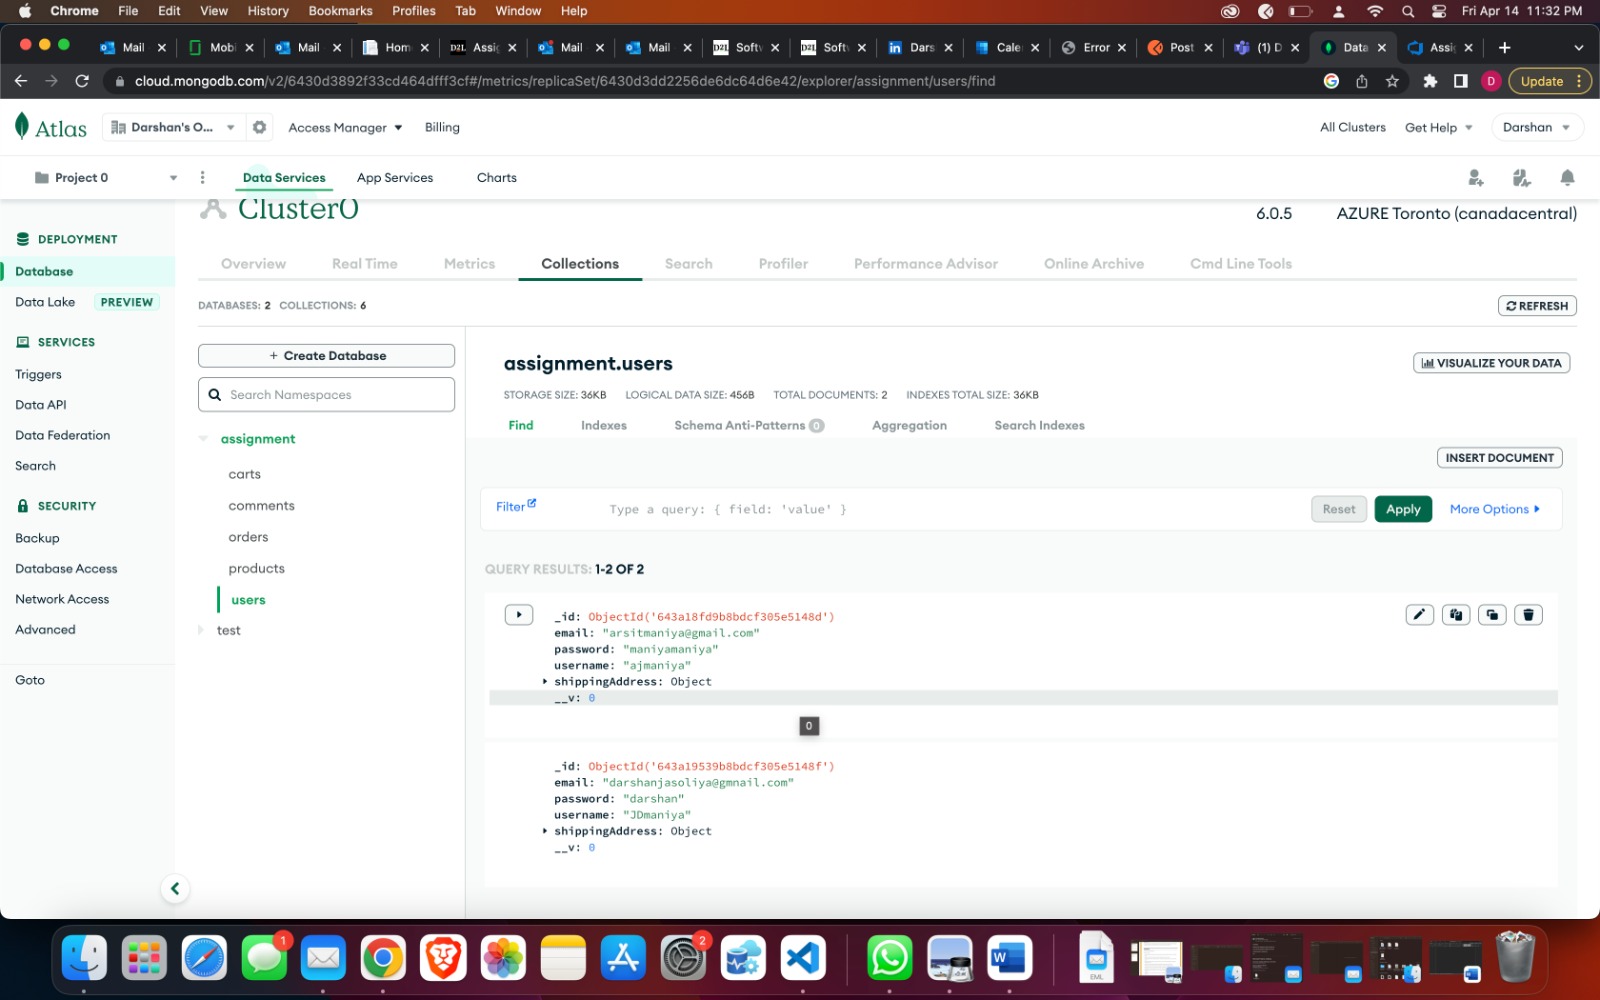 Chrome File Edit View History Bookmarks Profiles Tab Window Help Fri Apr 14 11:32 PM
Mail Mobi Mail Hom D2L Assi Mail Mail D2L Softv D2L Softv Dars Cale Error Post (1) D Data Assi
cloud.mongodb.com/v2/6430d3892f33cd464dfff3cf#/metrics/replicaSet/6430d3dd2256de6dc64d6e42/explorer/assignment/users/find D Update
Atlas Darshan's O... Access Manager Billing All Clusters Get Help Darshan
Project 0 Data Services App Services Charts
Cluster0 6.0.5 AZURE Toronto (canadacentral)
DEPLOYMENT
Database
Data Lake PREVIEW
SERVICES
Triggers
Data API
Data Federation
Search
SECURITY
Backup
Database Access
Network Access
Advanced
Goto
Overview Real Time Metrics Collections Search Profiler Performance Advisor Online Archive Cmd Line Tools
DATABASES: 2 COLLECTIONS: 6 REFRESH
+ Create Database
Search Namespaces
assignment
carts
comments
orders
products
users
test
assignment.users VISUALIZE YOUR DATA
STORAGE SIZE: 36KB LOGICAL DATA SIZE: 456B TOTAL DOCUMENTS: 2 INDEXES TOTAL SIZE: 36KB
Find Indexes Schema Anti-Patterns 0 Aggregation Search Indexes
INSERT DOCUMENT
Filter Type a query: { field: 'value' } Reset Apply More Options
QUERY RESULTS: 1-2 OF 2
_id: ObjectId('643a18fd9b8bdcf305e5148d')
email: "arsitmaniya@gmail.com"
password: "maniyamaniya"
username: "ajmaniya"
shippingAddress: Object
__v: 0
0
_id: ObjectId('643a19539b8bdcf305e5148f')
email: "darshanjasoliya@gmnail.com"
password: "darshan"
username: "JDmaniya"
shippingAddress: Object
__v: 0
1 2 W EML